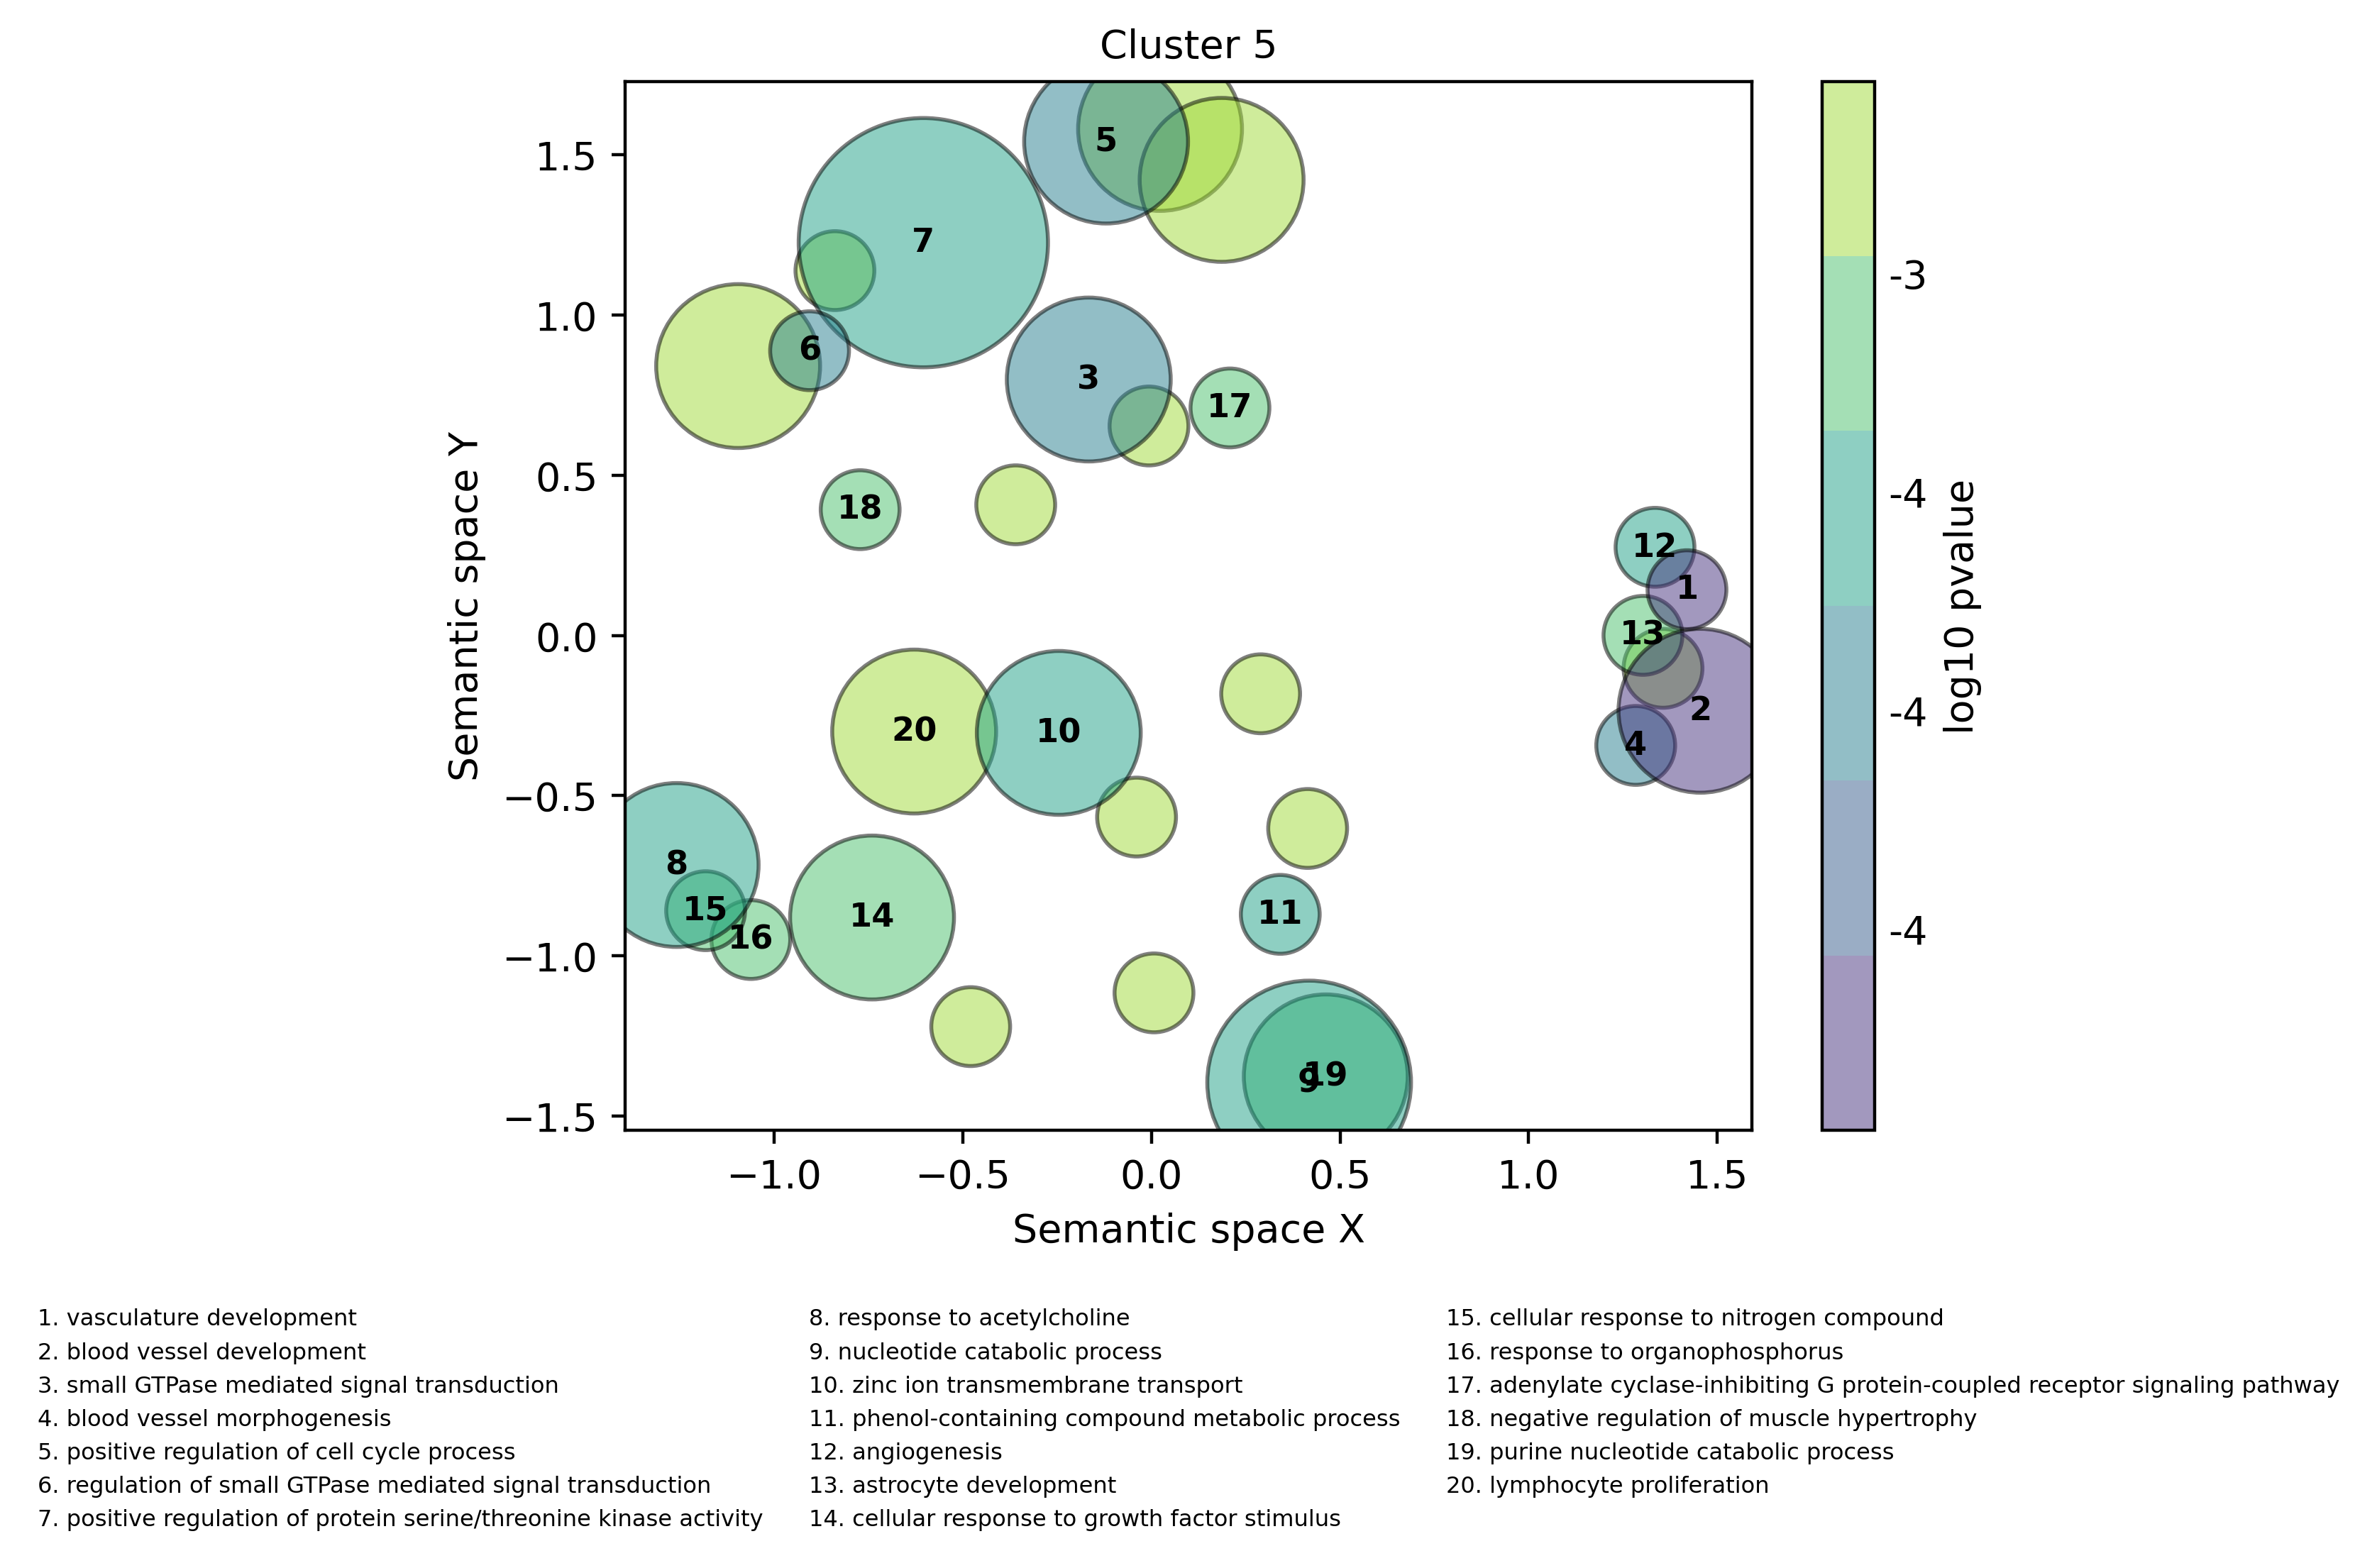 Cluster 5
1.5
1.0
0.5
0.0
−0.5
−1.0
−1.5
Semantic space Y
5
7
6
3
17
18
12
1
13
2
4
20
10
8
15
16
14
11
9
19
−1.0 −0.5 0.0 0.5 1.0 1.5
Semantic space X
-3
-4
-4
-4
log10 pvalue
1. vasculature development
2. blood vessel development
3. small GTPase mediated signal transduction
4. blood vessel morphogenesis
5. positive regulation of cell cycle process
6. regulation of small GTPase mediated signal transduction
7. positive regulation of protein serine/threonine kinase activity
8. response to acetylcholine
9. nucleotide catabolic process
10. zinc ion transmembrane transport
11. phenol-containing compound metabolic process
12. angiogenesis
13. astrocyte development
14. cellular response to growth factor stimulus
15. cellular response to nitrogen compound
16. response to organophosphorus
17. adenylate cyclase-inhibiting G protein-coupled receptor signaling pathway
18. negative regulation of muscle hypertrophy
19. purine nucleotide catabolic process
20. lymphocyte proliferation